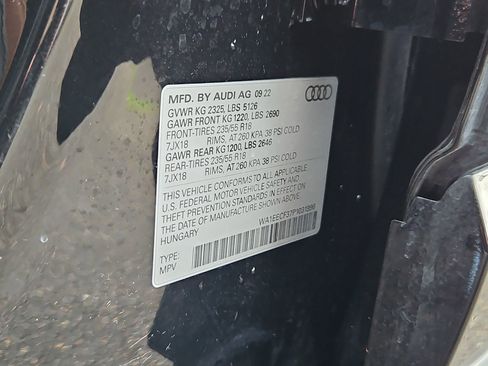 MFD. BY AUDI AG 09 22
GVWR KG 2325, LBS 5126
GAWR FRONT KG 1220, LBS 2690
FRONT-TIRES 235/55 R18
7JX18 RIMS, AT 260 KPA 38 PSI COLD
GAWR REAR KG 1200, LBS 2646
REAR-TIRES 235/55 R18
7JX18 RIMS, AT 260 KPA 38 PSI COLD
THIS VEHICLE CONFORMS TO ALL APPLICABLE
U.S. FEDERAL MOTOR VEHICLE SAFETY AND
THEFT PREVENTION STANDARDS IN EFFECT ON
THE DATE OF MANUFACTURE SHOWN ABOVE.
HUNGARY
TYPE:
MPV